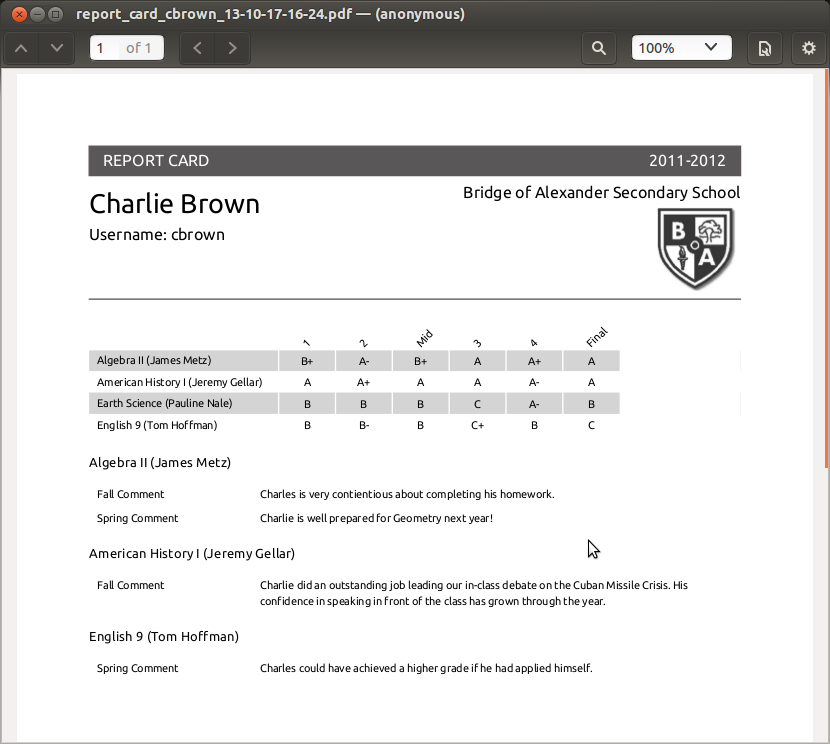 report_card_cbrown_13-10-17-16-24.pdf — (anonymous)
1 of 1 100%
REPORT CARD 2011-2012
Charlie Brown
Bridge of Alexander Secondary School
Username: cbrown
B
A
1 2 Mid 3 4 Final
Algebra II (James Metz) B+ A- B+ A A+ A
American History I (Jeremy Gellar) A A+ A A A- A
Earth Science (Pauline Nale) B B B C A- B
English 9 (Tom Hoffman) B B- B C+ B C
Algebra II (James Metz)
Fall Comment Charles is very contientious about completing his homework.
Spring Comment Charlie is well prepared for Geometry next year!
American History I (Jeremy Gellar)
Fall Comment Charlie did an outstanding job leading our in-class debate on the Cuban Missile Crisis. His
confidence in speaking in front of the class has grown through the year.
English 9 (Tom Hoffman)
Spring Comment Charles could have achieved a higher grade if he had applied himself.